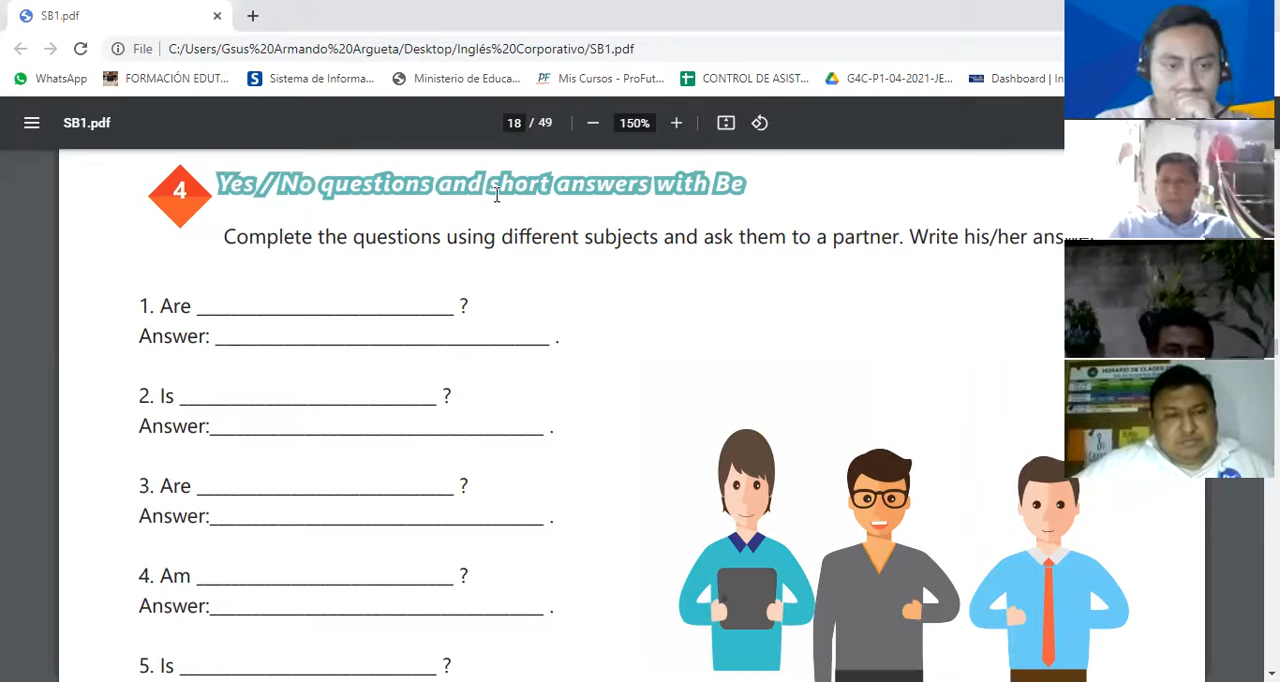 SB1.pdf
File
C:/Users/Gsus%20Armando%20Argueta/Desktop/Inglés%20Corporativo/SB1.pdf
WhatsApp
FORMACIÓN EDUT...
Sistema de Informa...
Ministerio de Educa...
Mis Cursos - ProFut...
CONTROL DE ASIST...
G4C-P1-04-2021-JE...
Dashboard | In
SB1.pdf
18 / 49
150%
4
Yes / No questions and short answers with Be
Complete the questions using different subjects and ask them to a partner. Write his/her
1. Are ?
Answer: .
2. Is ?
Answer: .
3. Are ?
Answer: .
4. Am ?
Answer: .
5. Is ?
HORARIO DE CLASES